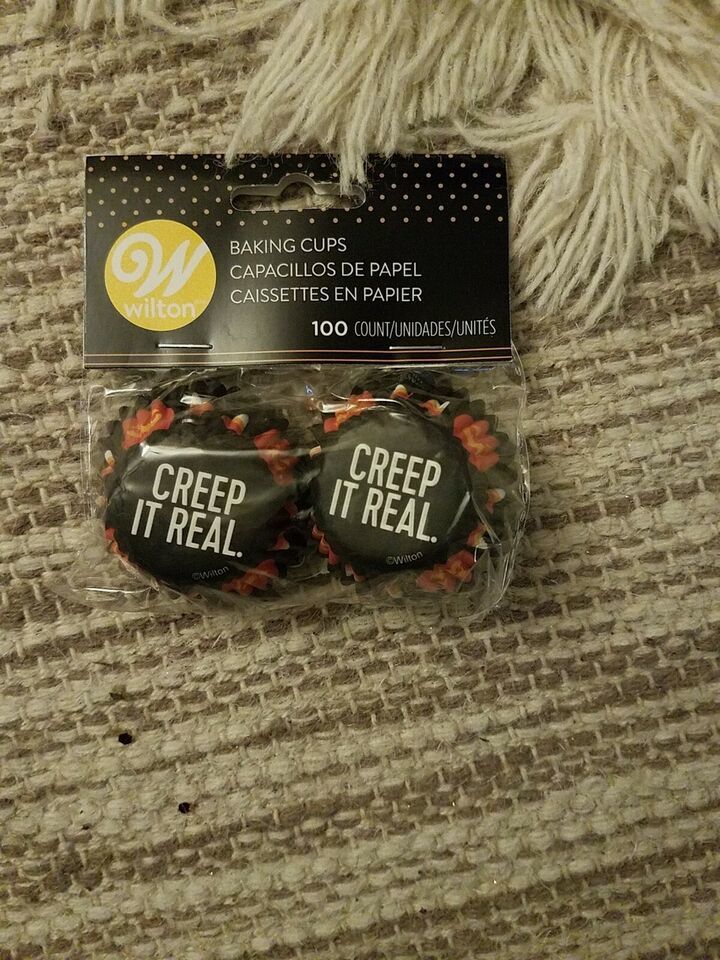 W
wilton
BAKING CUPS
CAPACILLOS DE PAPEL
CAISSETTES EN PAPIER
100 COUNT/UNIDADES/UNITÉS
CREEP
IT REAL.
©Wilton
CREEP
IT REAL.
©Wilton